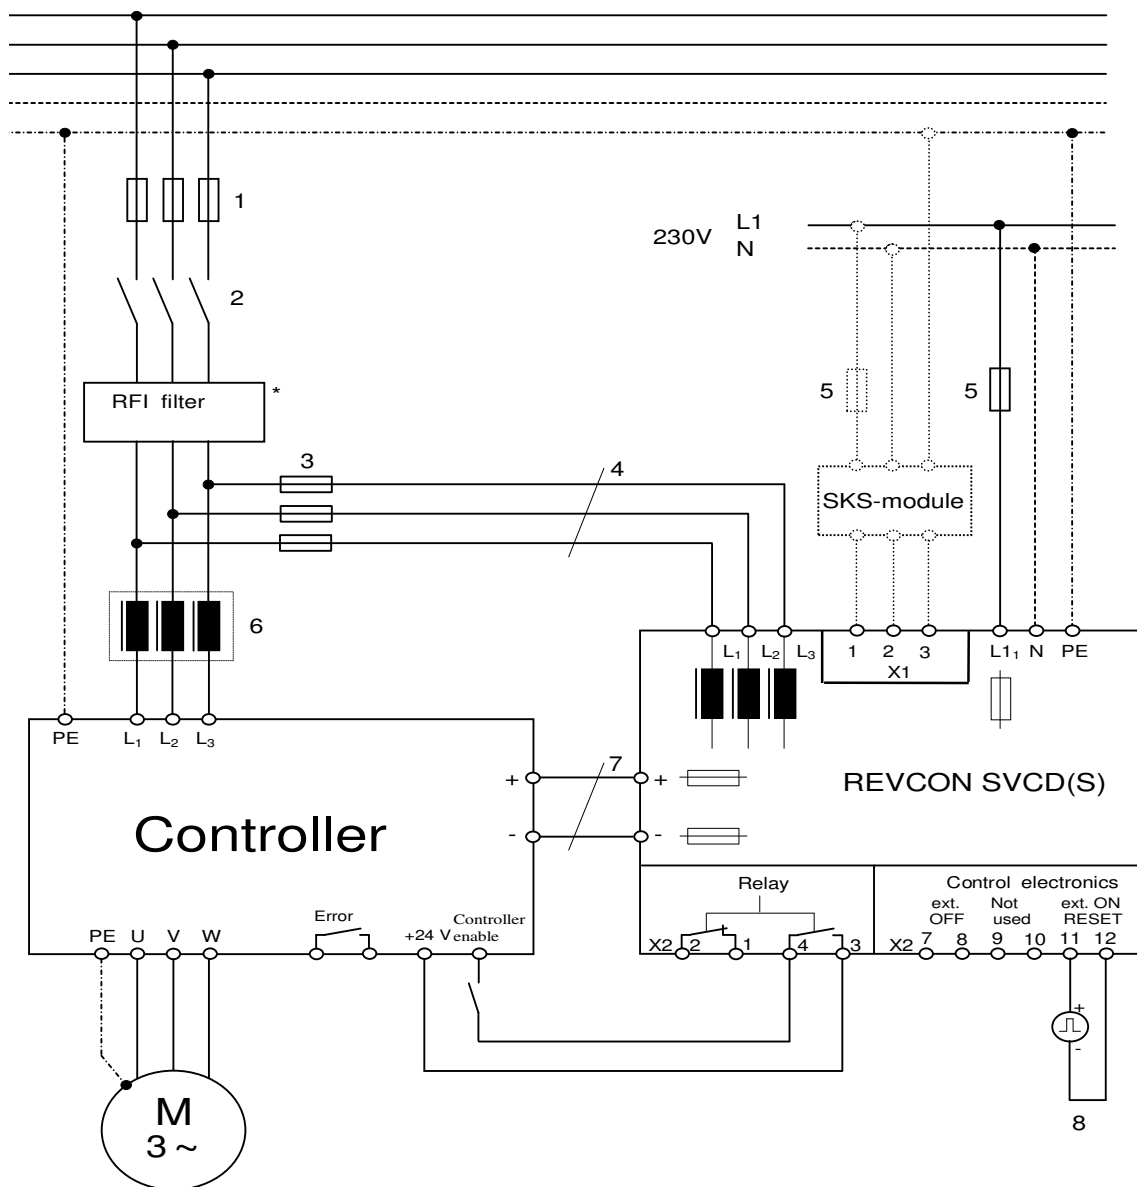 1
230V L1
N
2
RFI filter *
5 5
3
4
SKS-module
6
L₁ L₂ L₃ 1 2 3 L1₁ N PE
X1
PE L₁ L₂ L₃
7
+ +
REVCON SVCD(S)
Controller
- -
Relay
Control electronics
ext. OFF
Not used
ext. ON RESET
Error
+24 V
Controller enable
PE U V W
X2 2 1 4 3
X2 7 8 9 10 11 12
+
-
M
3 ~
8